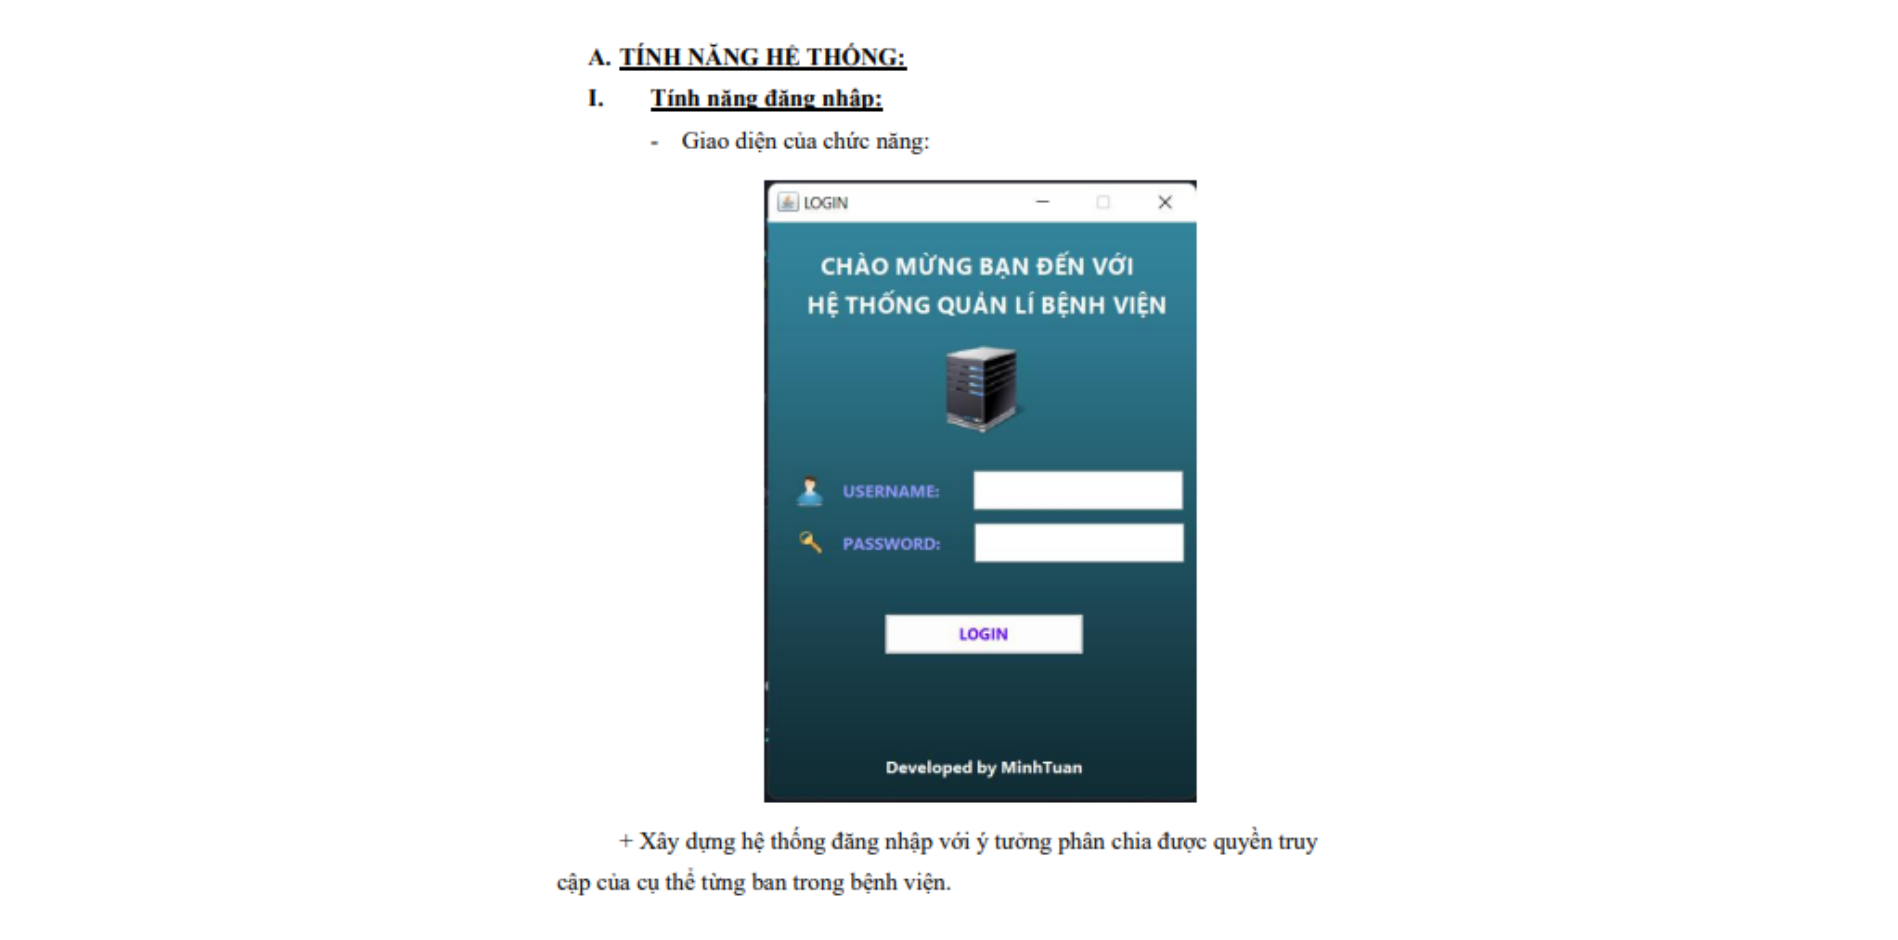 A. TÍNH NĂNG HỆ THỐNG:
I. Tính năng đăng nhập:
- Giao diện của chức năng:
LOGIN
CHÀO MỪNG BẠN ĐẾN VỚI
HỆ THỐNG QUẢN LÍ BỆNH VIỆN
USERNAME:
PASSWORD:
LOGIN
Developed by MinhTuan
+ Xây dựng hệ thống đăng nhập với ý tưởng phân chia được quyền truy
cập của cụ thể từng ban trong bệnh viện.